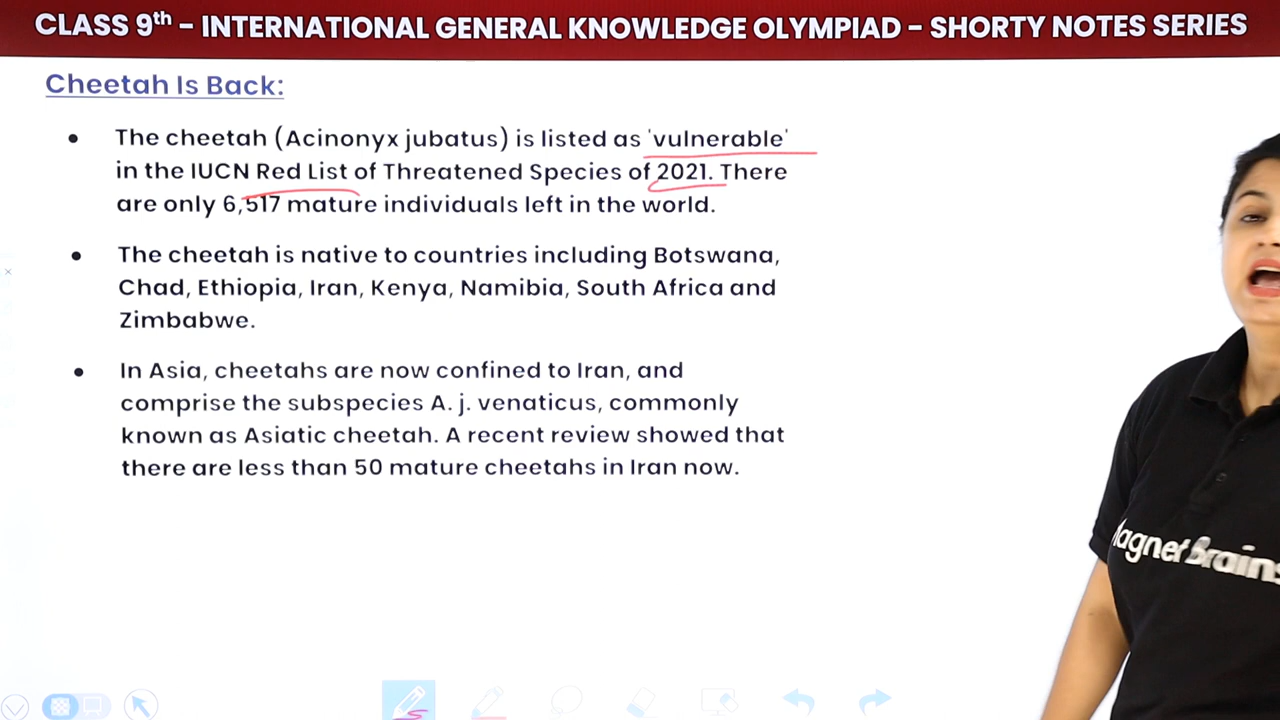 CLASS 9th - INTERNATIONAL GENERAL KNOWLEDGE OLYMPIAD - SHORTY NOTES SERIES
Cheetah Is Back:
• The cheetah (Acinonyx jubatus) is listed as 'vulnerable'
in the IUCN Red List of Threatened Species of 2021. There
are only 6,517 mature individuals left in the world.
• The cheetah is native to countries including Botswana,
Chad, Ethiopia, Iran, Kenya, Namibia, South Africa and
Zimbabwe.
• In Asia, cheetahs are now confined to Iran, and
comprise the subspecies A. j. venaticus, commonly
known as Asiatic cheetah. A recent review showed that
there are less than 50 mature cheetahs in Iran now.
Magnet Brains